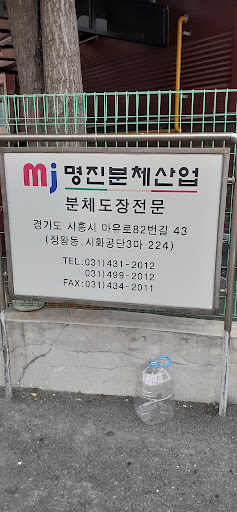 mj 명진분체산업
분체도장전문
경기도 시흥시 마유로82번길 43
(정왕동,시화공단3마 224)
TEL:031)431-2012
031)499-2012
FAX:031)434-2011